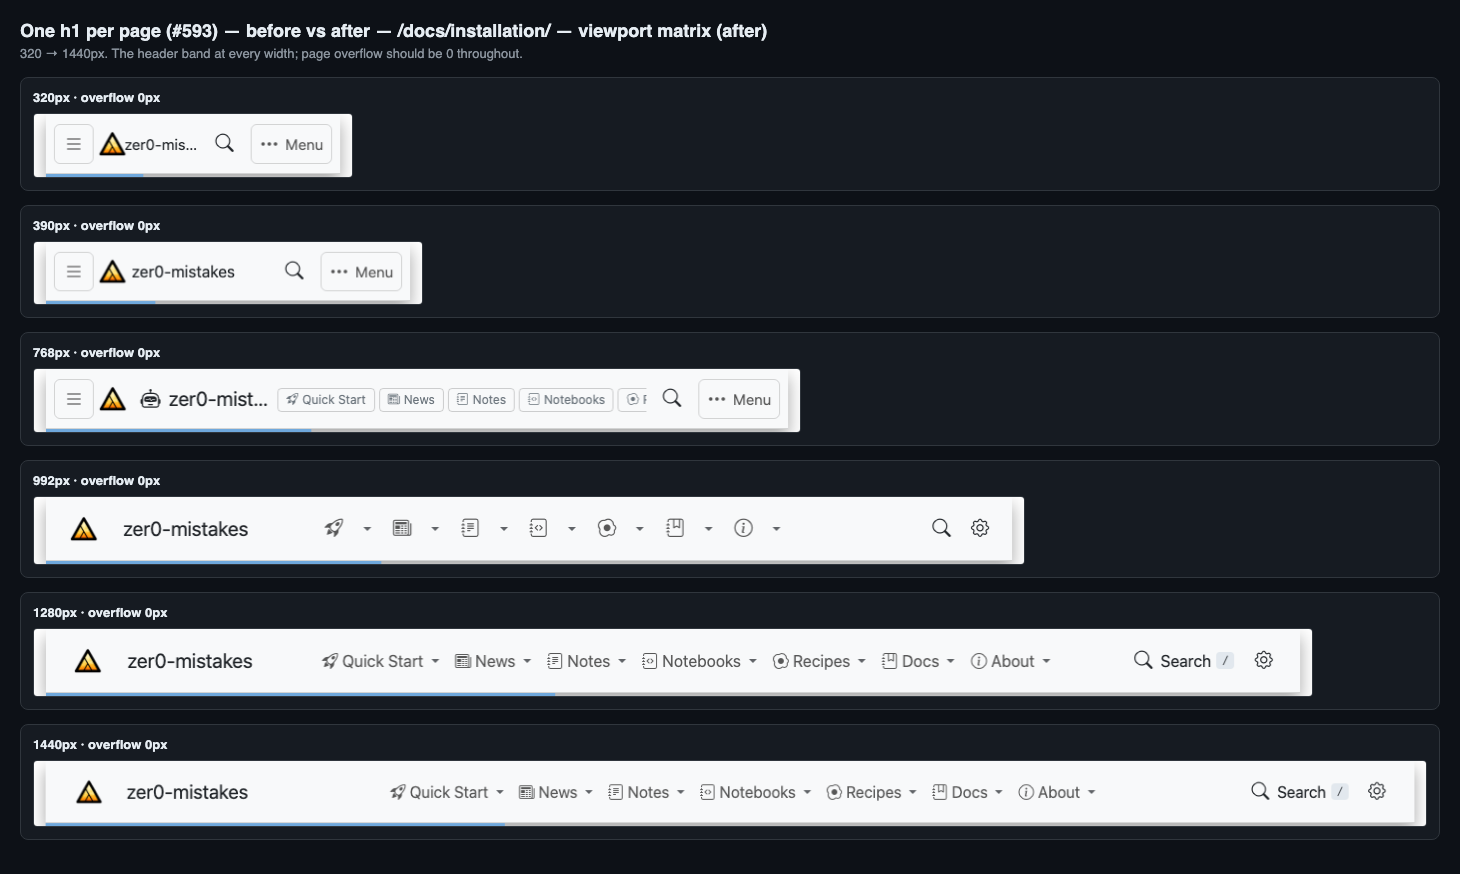 One h1 per page (#593) — before vs after — /docs/installation/ — viewport matrix (after)
320 → 1440px. The header band at every width; page overflow should be 0 throughout.
320px · overflow 0px
zer0-mis... Menu
390px · overflow 0px
zer0-mistakes Menu
768px · overflow 0px
zer0-mist... Quick Start News Notes Notebooks Menu
992px · overflow 0px
zer0-mistakes
1280px · overflow 0px
zer0-mistakes Quick Start News Notes Notebooks Recipes Docs About Search /
1440px · overflow 0px
zer0-mistakes Quick Start News Notes Notebooks Recipes Docs About Search /